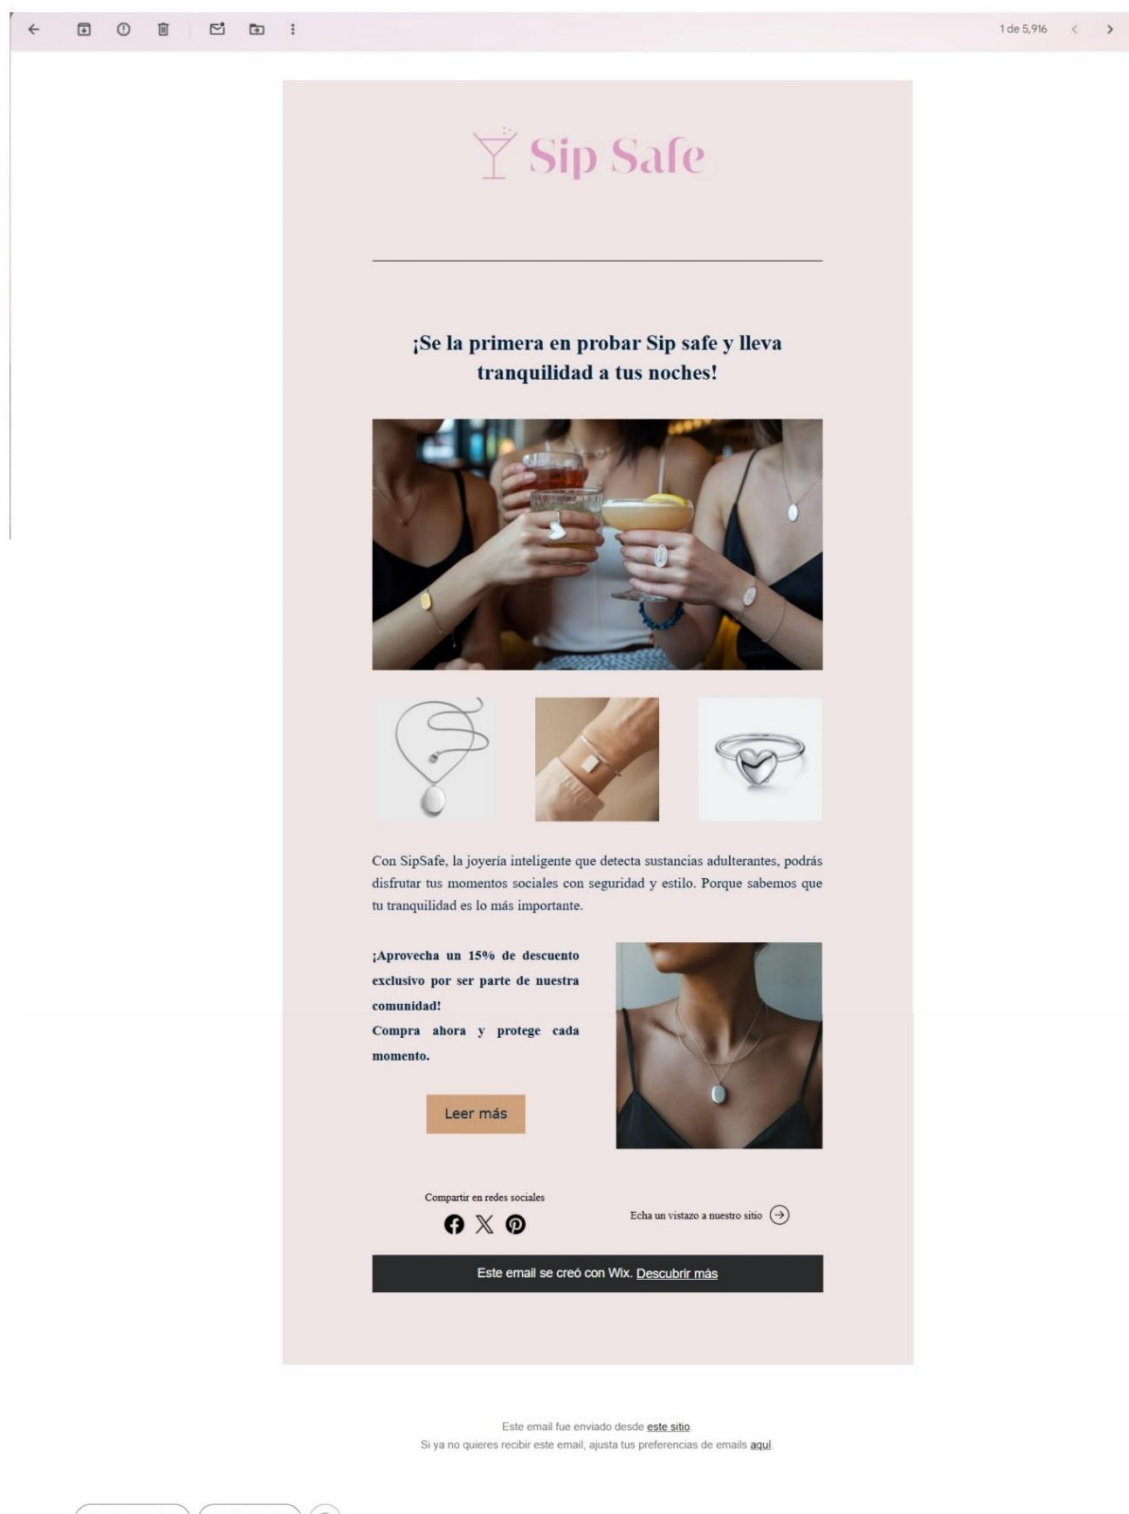 1 de 5,916
Sip Safe
¡Se la primera en probar Sip safe y lleva
tranquilidad a tus noches!
Con SipSafe, la joyería inteligente que detecta sustancias adulterantes, podrás
disfrutar tus momentos sociales con seguridad y estilo. Porque sabemos que
tu tranquilidad es lo más importante.
¡Aprovecha un 15% de descuento
exclusivo por ser parte de nuestra
comunidad!
Compra ahora y protege cada
momento.
Leer más
Compartir en redes sociales
Echa un vistazo a nuestro sitio
Este email se creó con Wix. Descubrir más
Este email fue enviado desde este sitio.
Si ya no quieres recibir este email, ajusta tus preferencias de emails aquí.